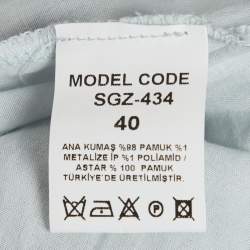 MODEL CODE
SGZ-434
40
ANA KUMAŞ %98 PAMUK %1
METALİZE İP %1 POLİAMİD /
ASTAR % 100 PAMUK
TÜRKİYE'DE ÜRETİLMİŞTİR.